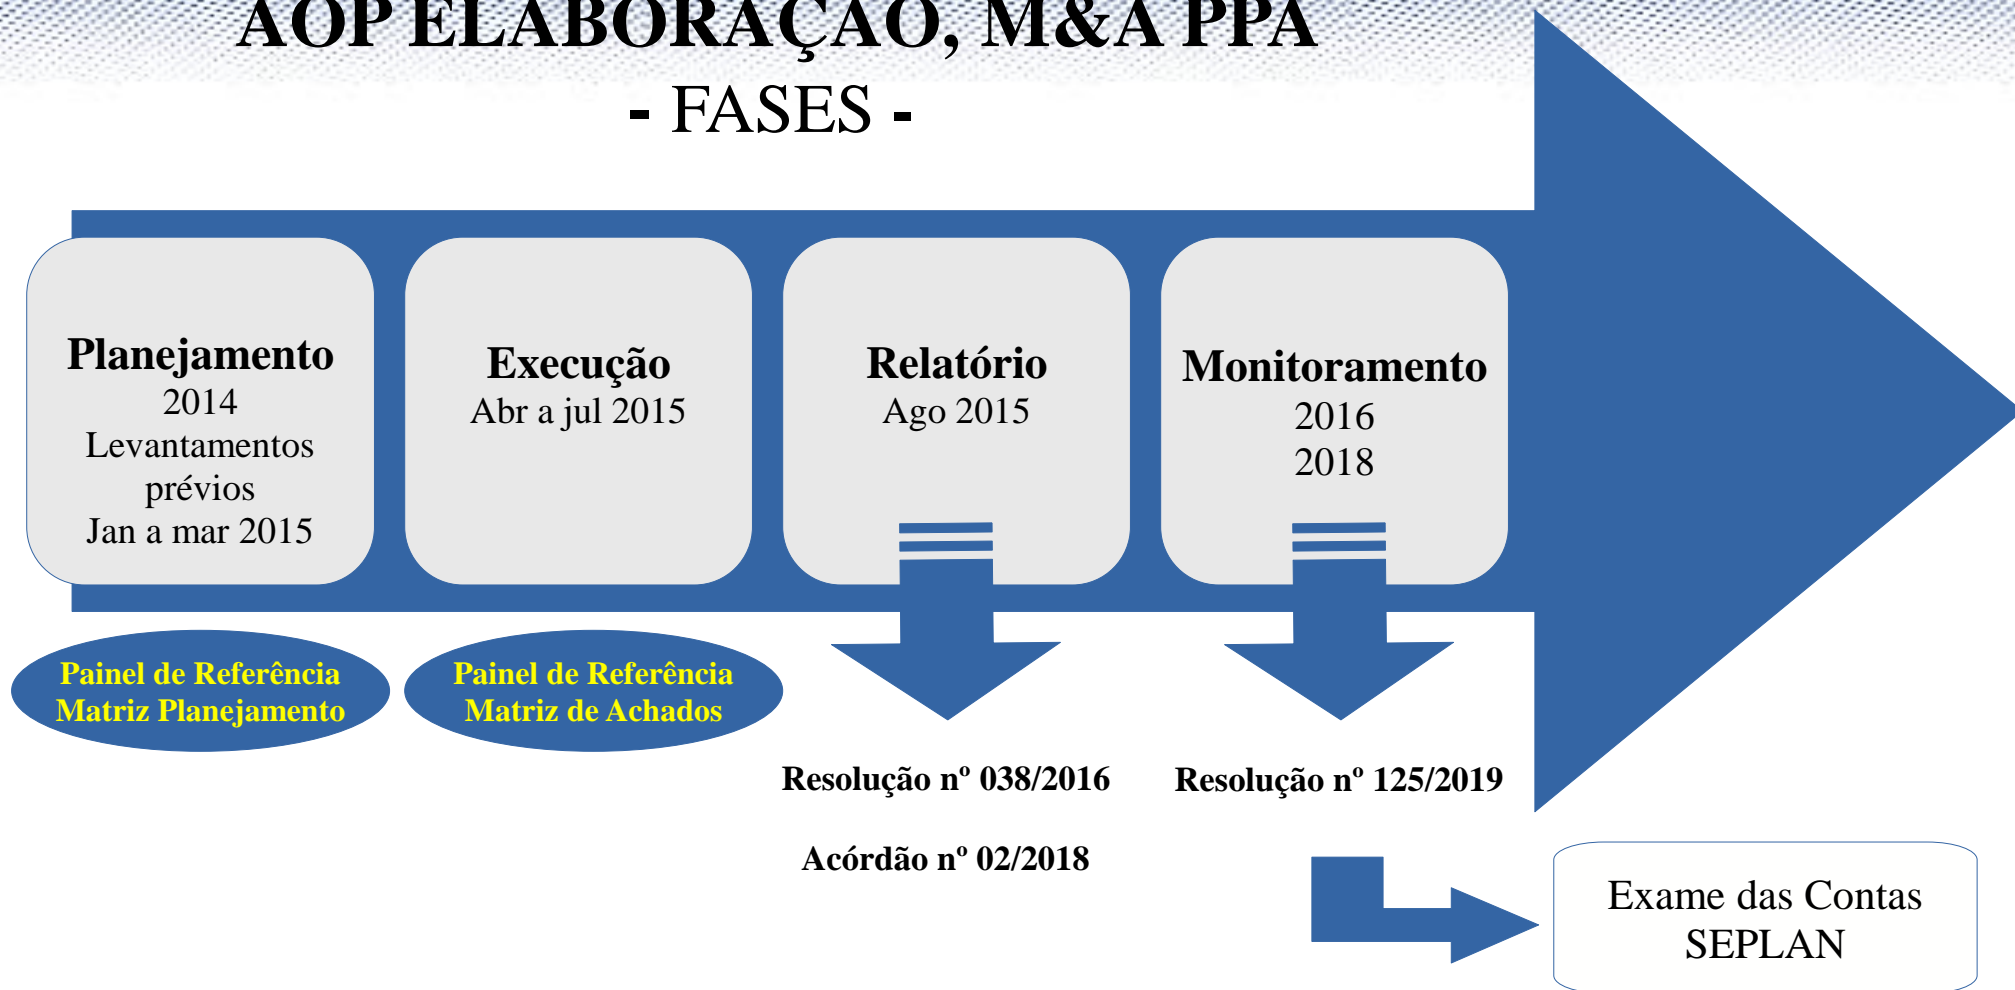 AOP ELABORAÇÃO, M&A PPA
- FASES -
Planejamento
2014
Levantamentos
prévios
Jan a mar 2015
Execução
Abr a jul 2015
Relatório
Ago 2015
Monitoramento
2016
2018
Painel de Referência
Matriz Planejamento
Painel de Referência
Matriz de Achados
Resolução nº 038/2016
Acórdão nº 02/2018
Resolução nº 125/2019
Exame das Contas
SEPLAN